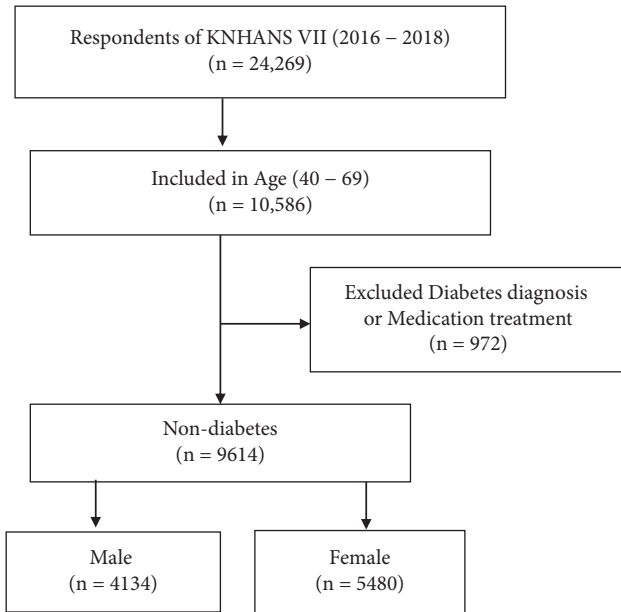 Respondents of KNHANS VII (2016 – 2018)
(n = 24,269)
Included in Age (40 – 69)
(n = 10,586)
Excluded Diabetes diagnosis
or Medication treatment
(n = 972)
Non-diabetes
(n = 9614)
Male
(n = 4134)
Female
(n = 5480)